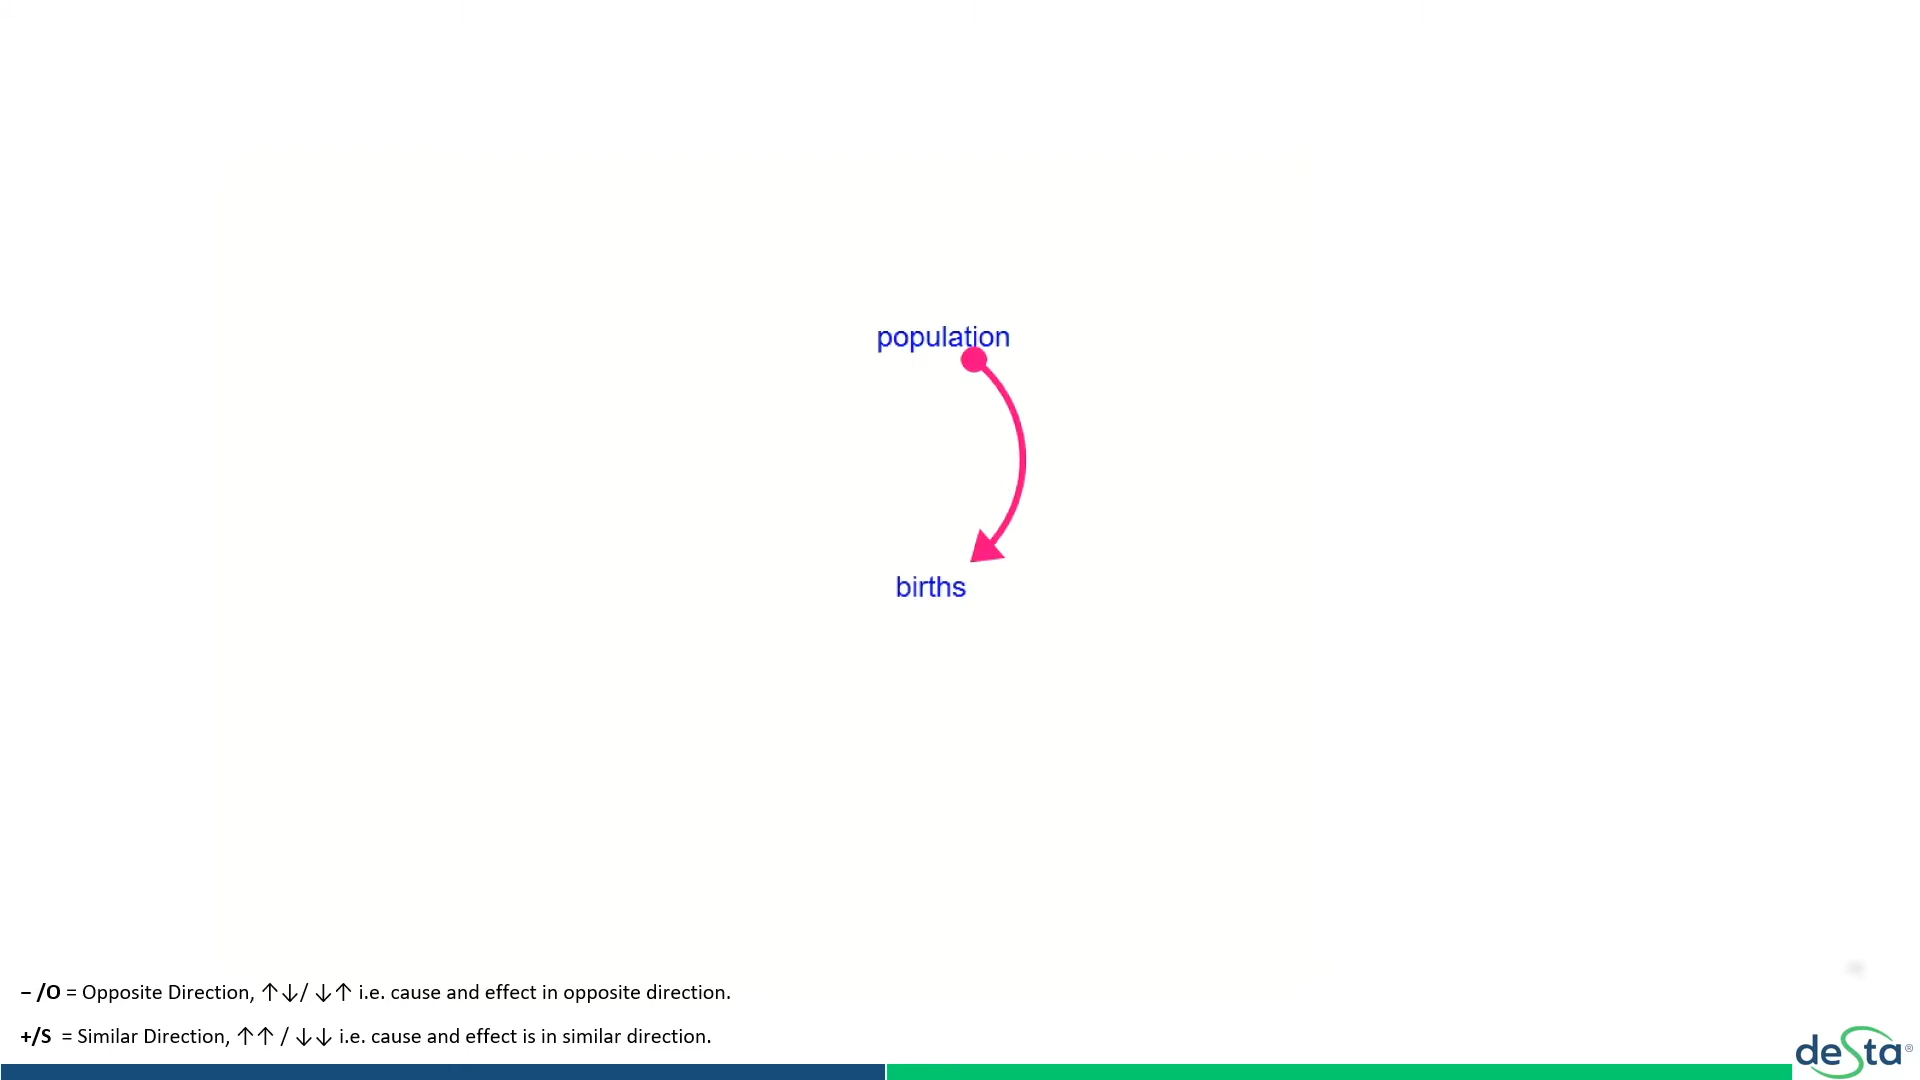 population
births
– /O = Opposite Direction, ↑↓/ ↓↑ i.e. cause and effect in opposite direction.
+/S = Similar Direction, ↑↑ / ↓↓ i.e. cause and effect is in similar direction.
deSta®